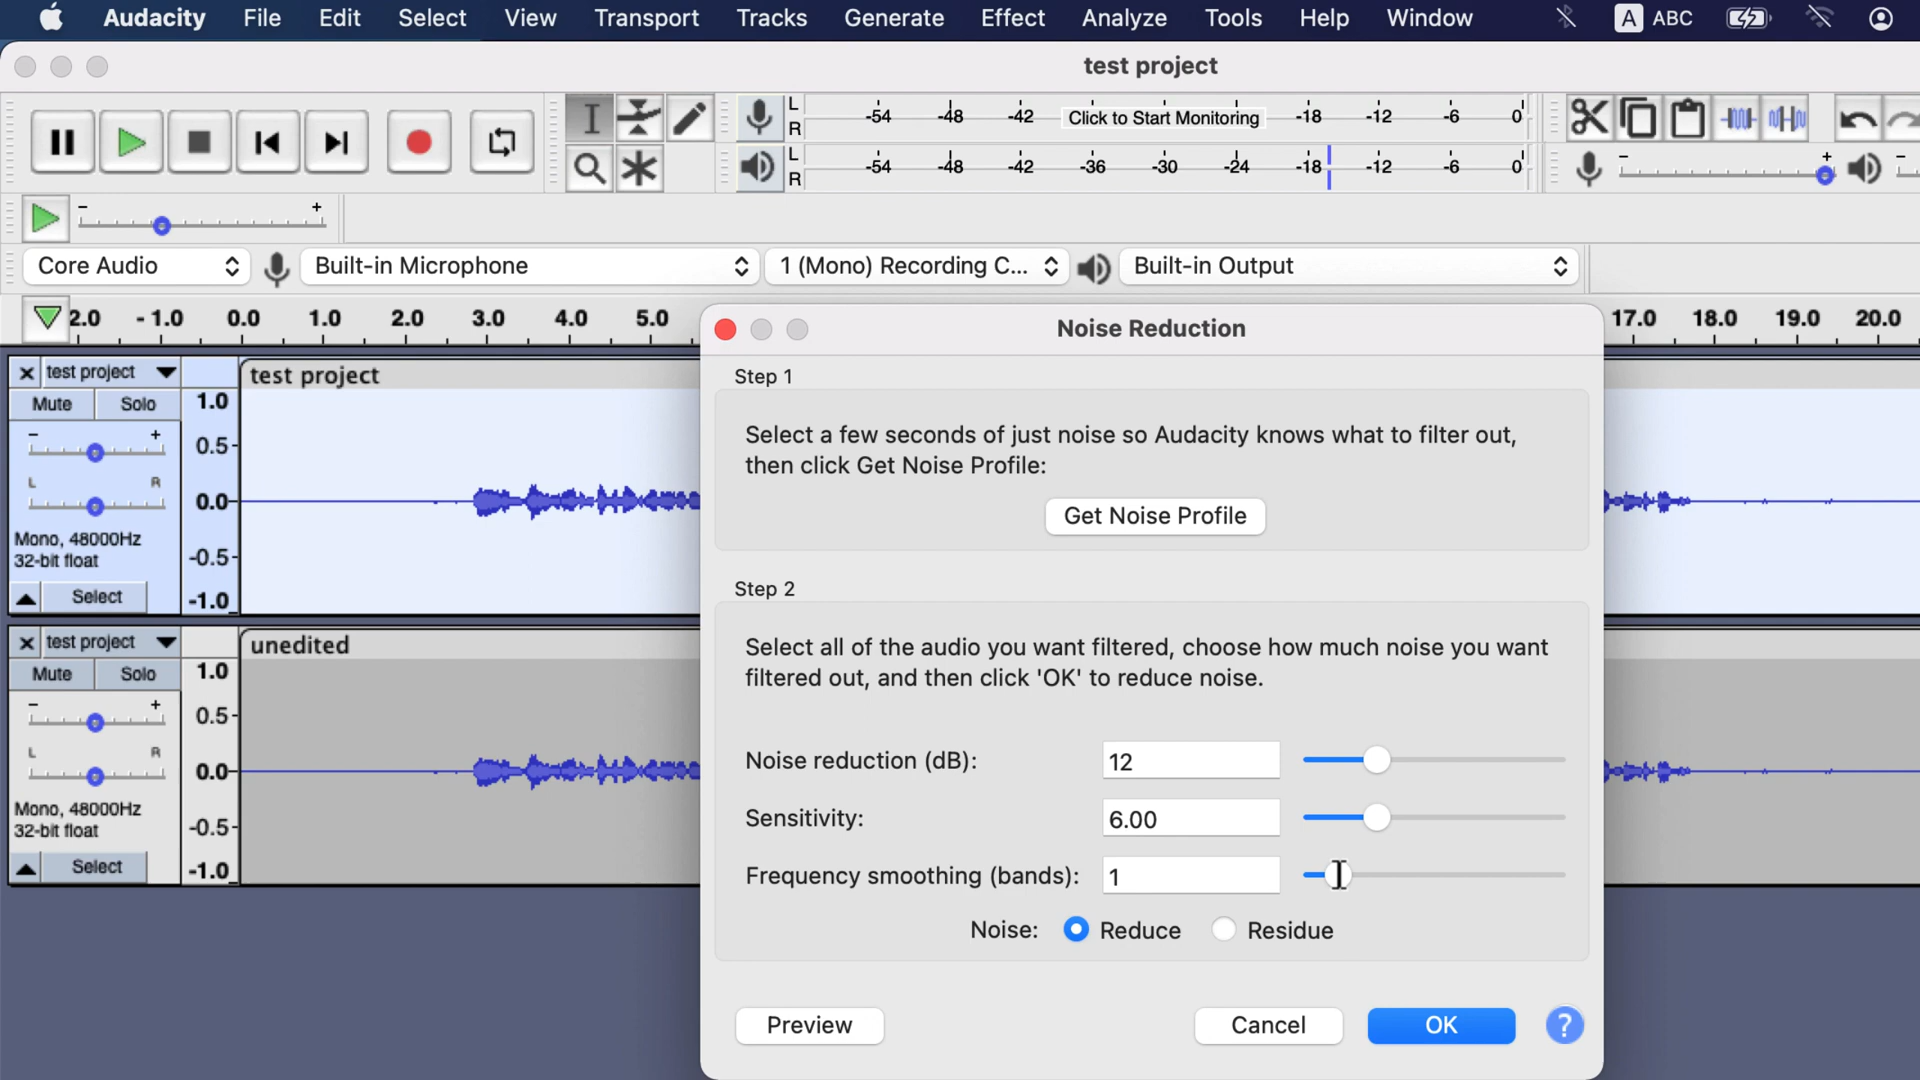 Audacity File Edit Select View Transport Tracks Generate Effect Analyze Tools Help Window A ABC
test project
L -54 -48 -42 Click to Start Monitoring -18 -12 -6 0
R
L -54 -48 -42 -36 -30 -24 -18 -12 -6 0
R
- +
- +
Core Audio Built-in Microphone 1 (Mono) Recording C... Built-in Output
2.0 -1.0 0.0 1.0 2.0 3.0 4.0 5.0 17.0 18.0 19.0 20.0
test project
test project
Mute Solo
- +
L R
Mono, 48000Hz
32-bit float
Select
1.0
0.5
0.0
-0.5
-1.0
test project
unedited
Mute Solo
- +
L R
Mono, 48000Hz
32-bit float
Select
1.0
0.5
0.0
-0.5
-1.0
Noise Reduction
Step 1
Select a few seconds of just noise so Audacity knows what to filter out,
then click Get Noise Profile:
Get Noise Profile
Step 2
Select all of the audio you want filtered, choose how much noise you want
filtered out, and then click 'OK' to reduce noise.
Noise reduction (dB): 12
Sensitivity: 6.00
Frequency smoothing (bands): 1
Noise: Reduce Residue
Preview Cancel OK ?